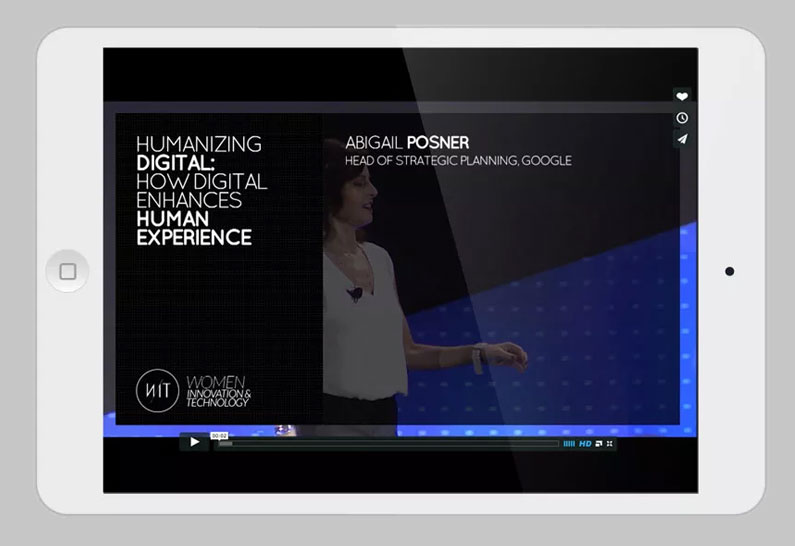 HUMANIZING
DIGITAL:
HOW DIGITAL
ENHANCES
HUMAN
EXPERIENCE
ABIGAIL POSNER
HEAD OF STRATEGIC PLANNING, GOOGLE
WIT
WOMEN
INNOVATION &
TECHNOLOGY
00:02
HD